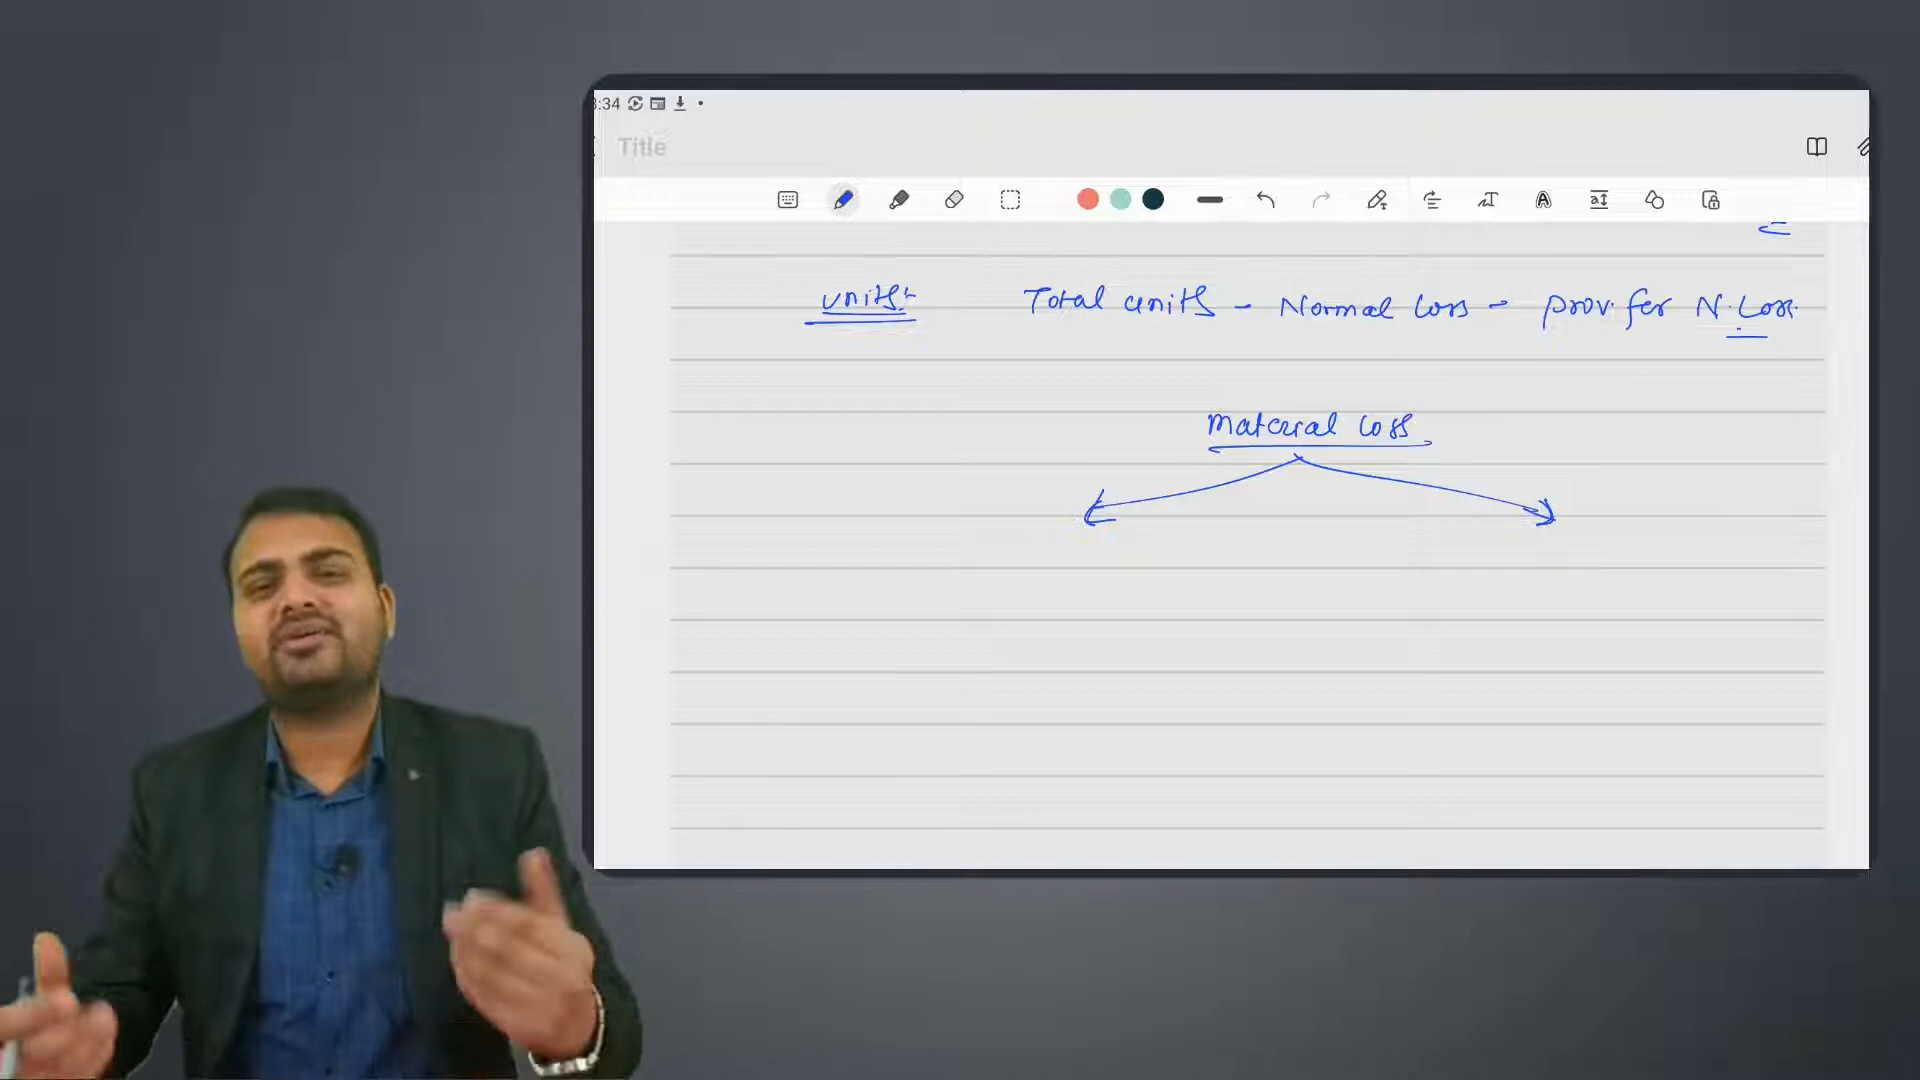 :34
Title
units:
Total units - Normal loss - prov. for N. Loss.
Material loss